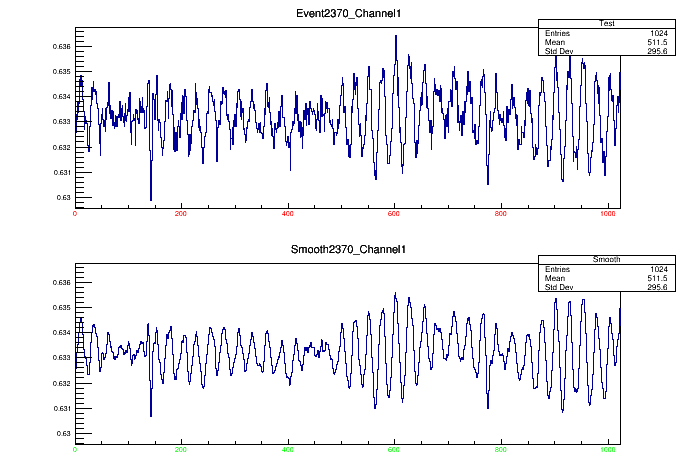 Event2370_Channel1
Test
Entries 1024
Mean 511.5
Std Dev 295.6
0.636
0.635
0.634
0.633
0.632
0.631
0.63
0 200 400 600 800 1000
Smooth2370_Channel1
Smooth
Entries 1024
Mean 511.5
Std Dev 295.6
0.636
0.635
0.634
0.633
0.632
0.631
0.63
0 200 400 600 800 1000